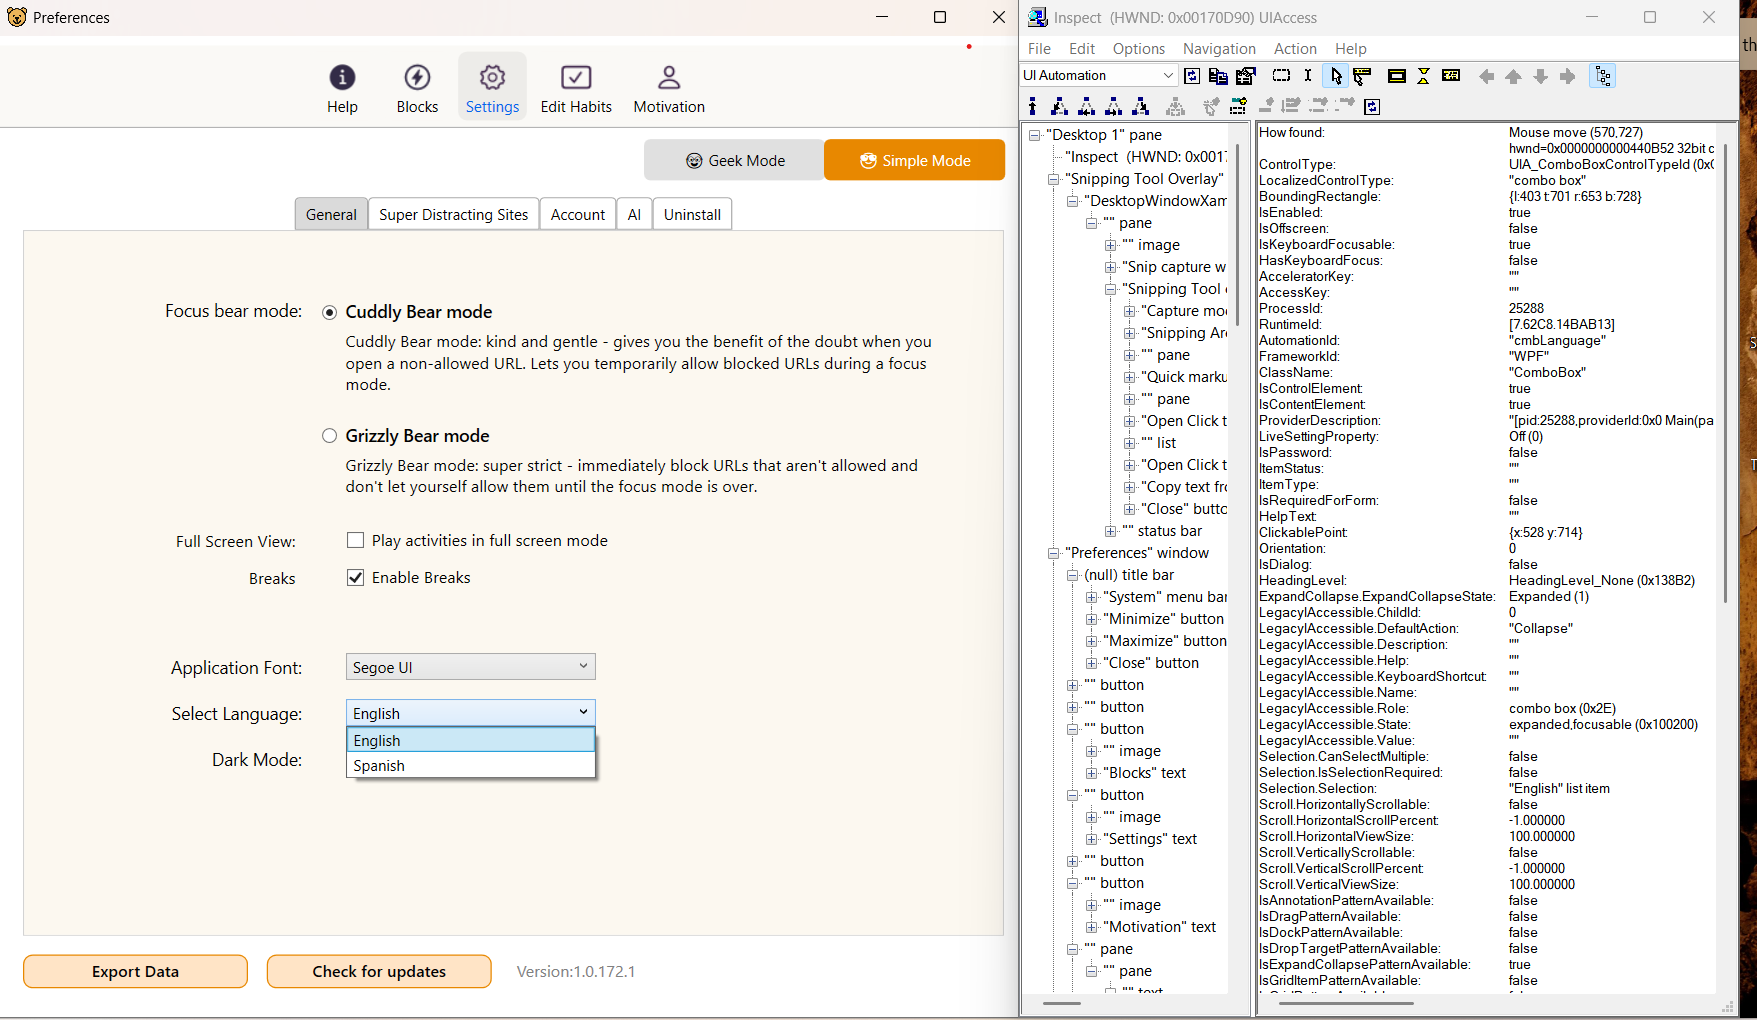 Preferences
Help
Blocks
Settings
Edit Habits
Motivation
Geek Mode
Simple Mode
General
Super Distracting Sites
Account
AI
Uninstall
Focus bear mode:
Cuddly Bear mode
Cuddly Bear mode: kind and gentle - gives you the benefit of the doubt when you
open a non-allowed URL. Lets you temporarily allow blocked URLs during a focus
mode.
Grizzly Bear mode
Grizzly Bear mode: super strict - immediately block URLs that aren't allowed and
don't let yourself allow them until the focus mode is over.
Full Screen View:
Play activities in full screen mode
Breaks
Enable Breaks
Application Font:
Segoe UI
Select Language:
English
English
Spanish
Dark Mode:
Export Data
Check for updates
Version:1.0.172.1
Inspect (HWND: 0x00170D90) UIAccess
File Edit Options Navigation Action Help
UI Automation
"Desktop 1" pane
"Inspect (HWND: 0x001
"Snipping Tool Overlay"
"DesktopWindowXam
"" pane
"" image
"Snip capture w
"Snipping Tool
"Capture mo
"Snipping Are
"" pane
"Quick marku
"" pane
"Open Click t
"" list
"Open Click t
"Copy text fr
"Close" butto
"" status bar
"Preferences" window
(null) title bar
"System" menu bar
"Minimize" button
"Maximize" button
"Close" button
"" button
"" button
"" button
"" image
"Blocks" text
"" button
"" image
"Settings" text
"" button
"" button
"" image
"Motivation" text
"" pane
"" pane
"" text
How found: Mouse move (570,727)
hwnd=0x0000000000440B52 32bit c
ControlType: UIA_ComboBoxControlTypeId (0x
LocalizedControlType: "combo box"
BoundingRectangle: {l:403 t:701 r:653 b:728}
IsEnabled: true
IsOffscreen: false
IsKeyboardFocusable: true
HasKeyboardFocus: false
AcceleratorKey: ""
AccessKey: ""
ProcessId: 25288
RuntimeId: [7.62C8.14BAB13]
AutomationId: "cmbLanguage"
FrameworkId: "WPF"
ClassName: "ComboBox"
IsControlElement: true
IsContentElement: true
ProviderDescription: "[pid:25288,providerId:0x0 Main(pa
LiveSettingProperty: Off (0)
IsPassword: false
ItemStatus: ""
ItemType: ""
IsRequiredForForm: false
HelpText: ""
ClickablePoint: {x:528 y:714}
Orientation: 0
IsDialog: false
HeadingLevel: HeadingLevel_None (0x138B2)
ExpandCollapse.ExpandCollapseState: Expanded (1)
LegacyIAccessible.ChildId: 0
LegacyIAccessible.DefaultAction: "Collapse"
LegacyIAccessible.Description: ""
LegacyIAccessible.Help: ""
LegacyIAccessible.KeyboardShortcut: ""
LegacyIAccessible.Name: ""
LegacyIAccessible.Role: combo box (0x2E)
LegacyIAccessible.State: expanded,focusable (0x100200)
LegacyIAccessible.Value: ""
Selection.CanSelectMultiple: false
Selection.IsSelectionRequired: false
Selection.Selection: "English" list item
Scroll.HorizontallyScrollable: false
Scroll.HorizontalScrollPercent: -1.000000
Scroll.HorizontalViewSize: 100.000000
Scroll.VerticallyScrollable: false
Scroll.VerticalScrollPercent: -1.000000
Scroll.VerticalViewSize: 100.000000
IsAnnotationPatternAvailable: false
IsDragPatternAvailable: false
IsDockPatternAvailable: false
IsDropTargetPatternAvailable: false
IsExpandCollapsePatternAvailable: true
IsGridItemPatternAvailable: false
th